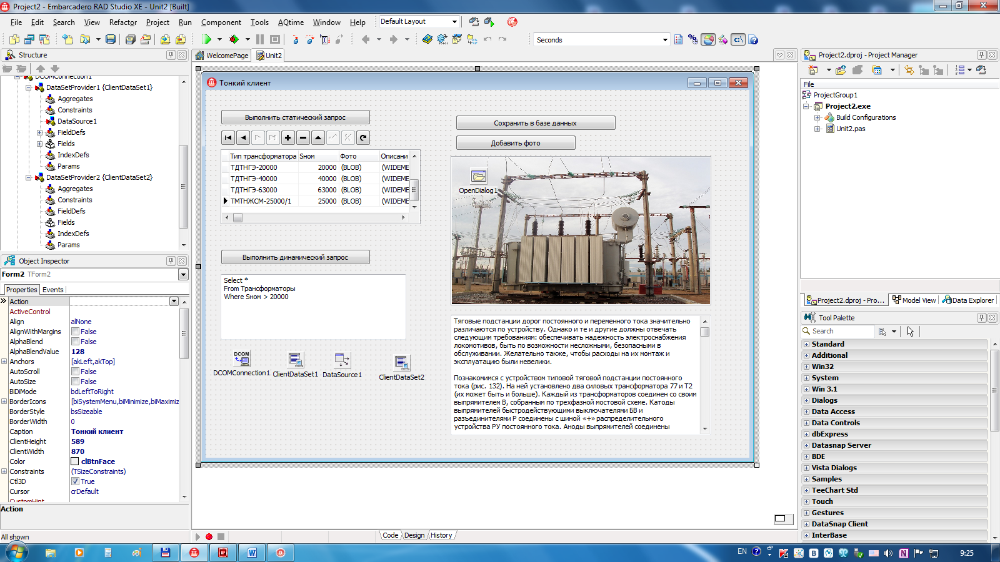 Project2 - Embarcadero RAD Studio XE - Unit2 [Built]
File Edit Search View Refactor Project Run Component Tools AQtime Window Help
Default Layout
Seconds
Structure
DCOMConnection1
DataSetProvider1 {ClientDataSet1}
Aggregates
Constraints
DataSource1
FieldDefs
Fields
IndexDefs
Params
DataSetProvider2 {ClientDataSet2}
Aggregates
Constraints
FieldDefs
Fields
IndexDefs
Params
Object Inspector
Form2 TForm2
Properties Events
Action
ActiveControl
Align alNone
AlignWithMargins False
AlphaBlend False
AlphaBlendValue 128
Anchors [akLeft,akTop]
AutoScroll False
AutoSize False
BiDiMode bdLeftToRight
BorderIcons [biSystemMenu,biMinimize,biMaximiz
BorderStyle bsSizeable
BorderWidth 0
Caption Тонкий клиент
ClientHeight 589
ClientWidth 870
Color clBtnFace
Constraints (TSizeConstraints)
Ctl3D True
Cursor crDefault
CustomHint
Action
All shown
WelcomePage Unit2
Тонкий клиент
Выполнить статический запрос
Тип трансформатора Sном Фото Описани
ТДТНГЭ-20000 20000 (BLOB) (WIDEME
ТДТНГЭ-40000 40000 (BLOB) (WIDEME
ТДТНГЭ-63000 63000 (BLOB) (WIDEME
ТМТНЖСМ-25000/1 25000 (BLOB) (WIDEME
Выполнить динамический запрос
Select *
From Трансформаторы
Where Sном > 20000
DCOM
DCOMConnection1 ClientDataSet1 DataSource1 ClientDataSet2
Сохранить в базе данных
Добавить фото
OpenDialog1
Тяговые подстанции дорог постоянного и переменного тока значительно
различаются по устройству. Однако и те и другие должны отвечать
следующим требованиям: обеспечивать надежность электроснабжения
локомотивов, быть по возможности несложными, безопасными в
обслуживании. Желательно также, чтобы расходы на их монтаж и
эксплуатацию были невелики.
Познакомимся с устройством типовой тяговой подстанции постоянного
тока (рис. 132). На ней установлено два силовых трансформатора 77 и Т2
(их может быть и больше). Каждый из трансформаторов соединен со своим
выпрямителем В, собранным по трехфазной мостовой схеме. Катоды
выпрямителей быстродействующими выключателями БВ и
разъединителями Р соединены с шиной «+» распределительного
устройства РУ постоянного тока. Аноды выпрямителей соединены
Code Design History
Project2.dproj - Project Manager
File
ProjectGroup1
Project2.exe
Build Configurations
Unit2.pas
Project2.dproj - Pro... Model View Data Explorer
Tool Palette
Search
Standard
Additional
Win32
System
Win 3.1
Dialogs
Data Access
Data Controls
dbExpress
Datasnap Server
BDE
Vista Dialogs
Samples
TeeChart Std
Touch
Gestures
DataSnap Client
InterBase
EN
9:25